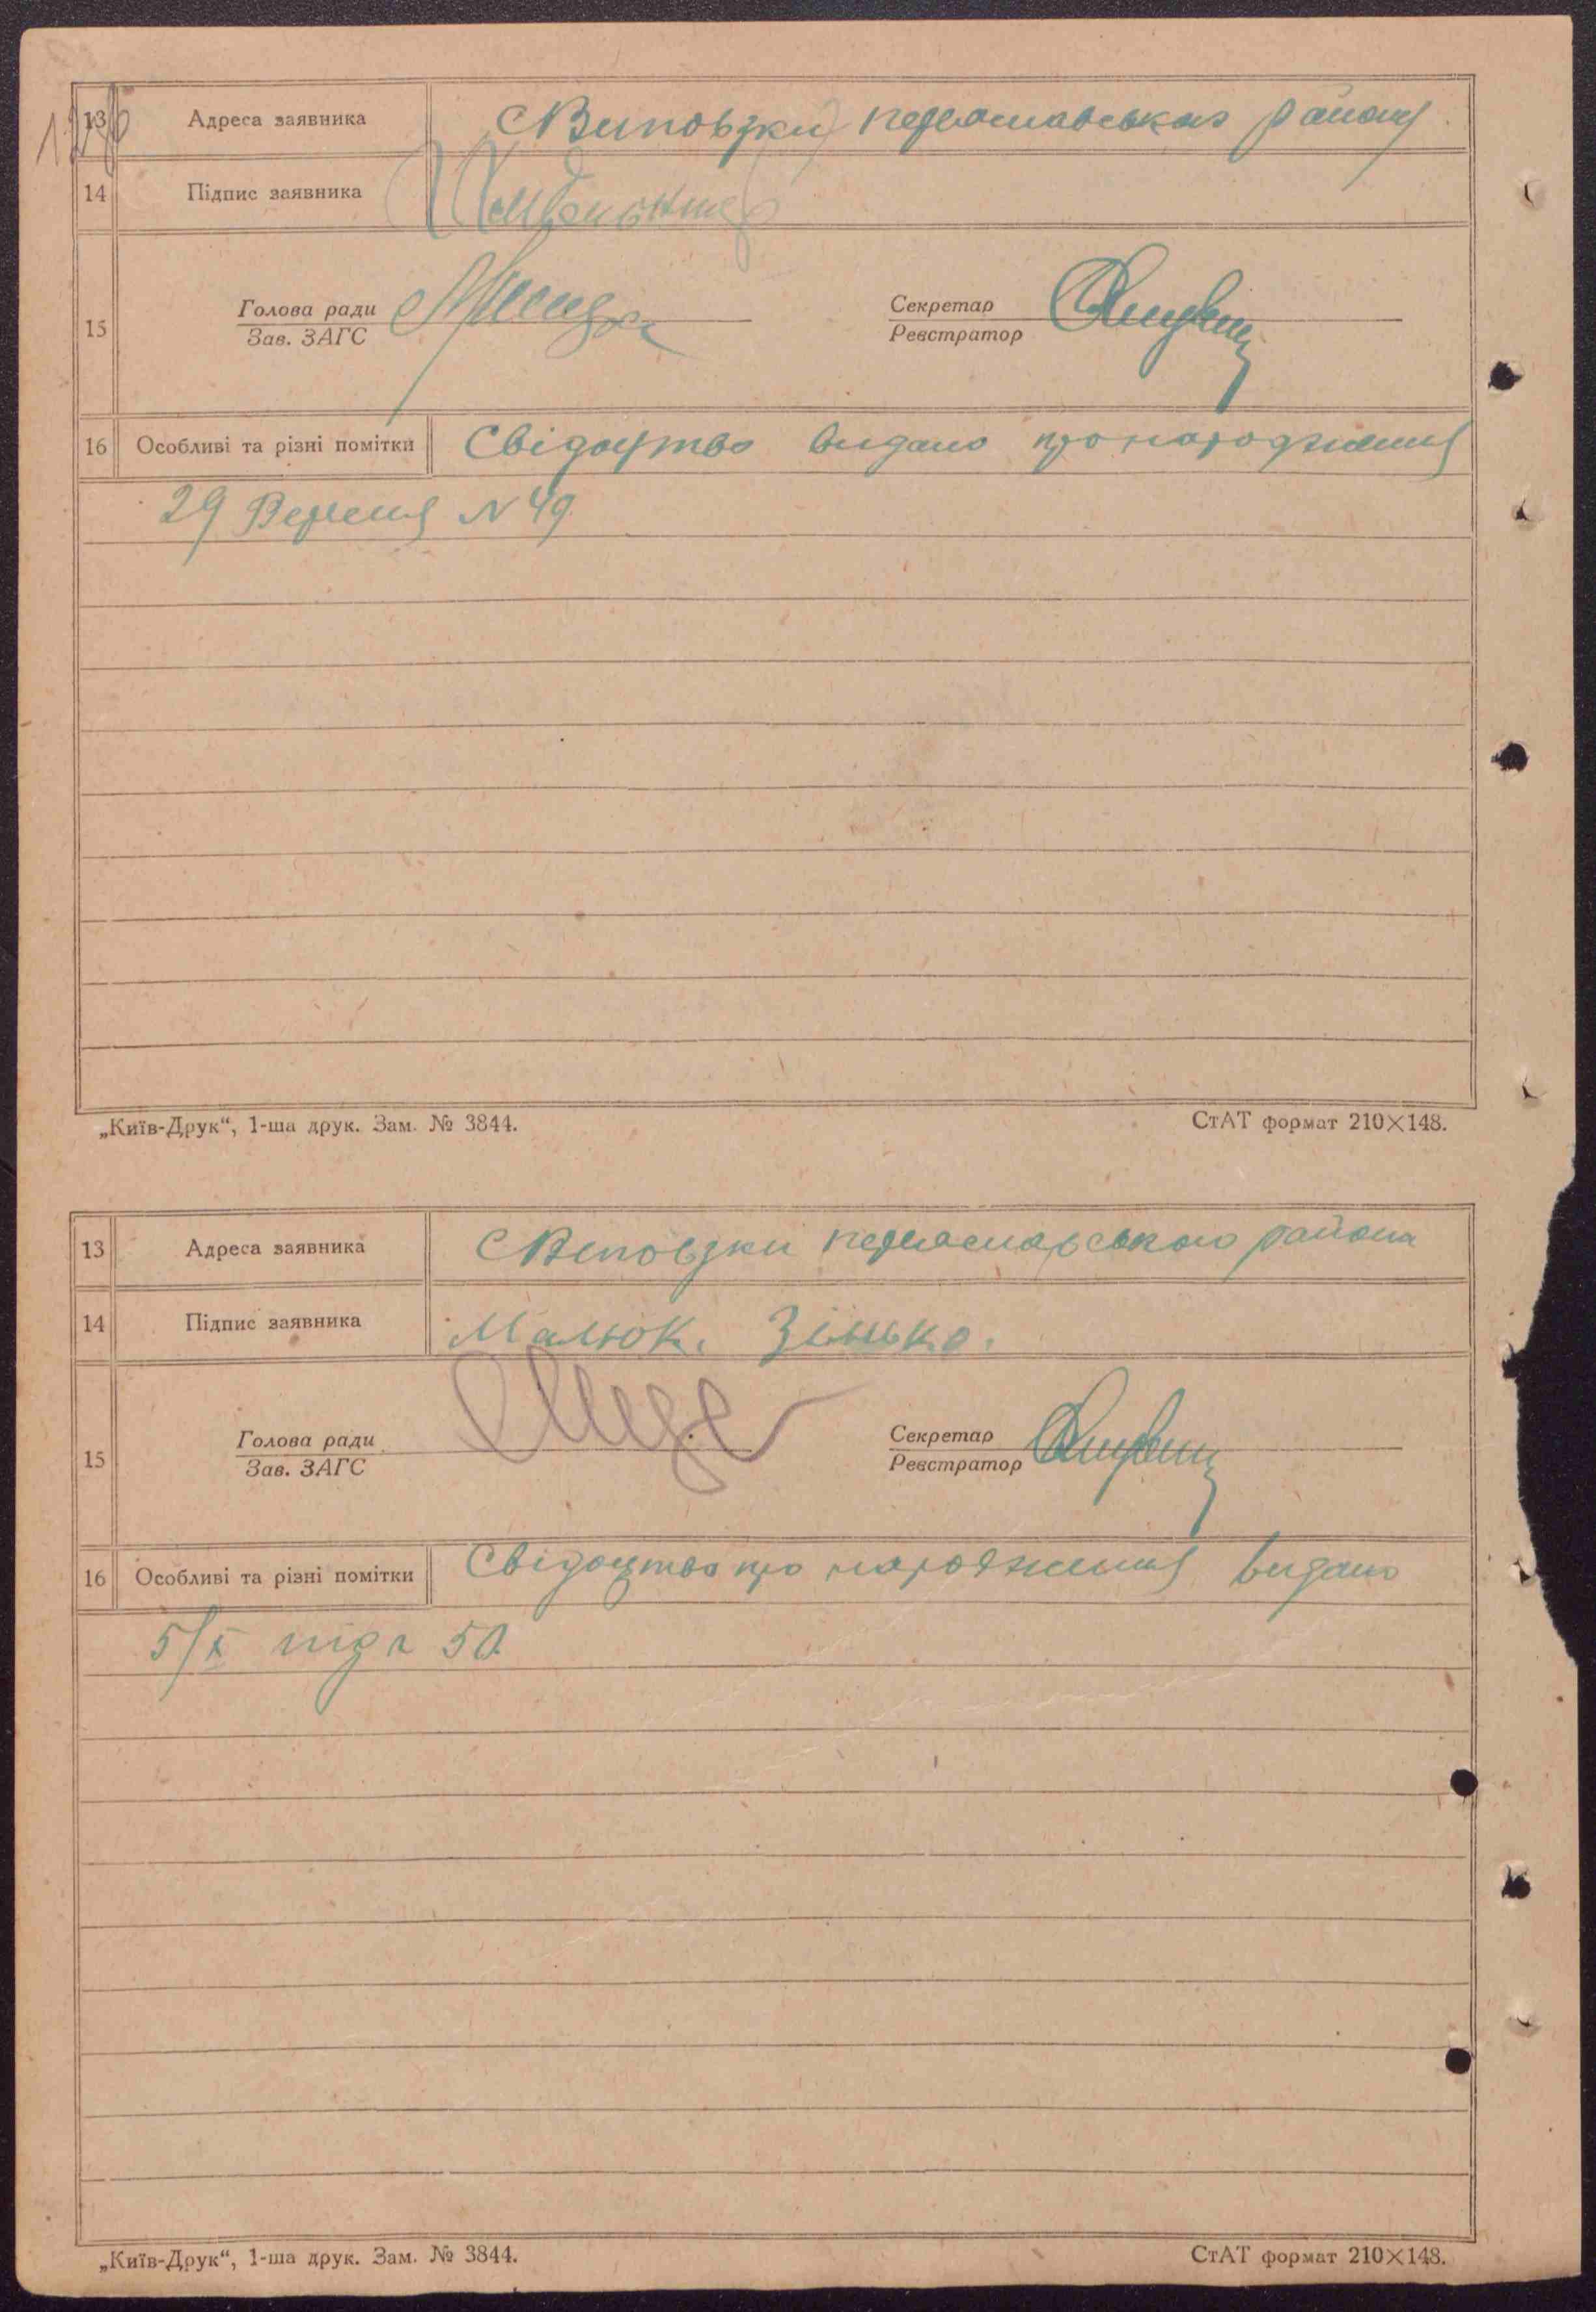 13 Адреса заявника С Виповзки переяславського району
14 Підпис заявника
15 Голова ради Секретар
Зав. ЗАГС Реєстратор
16 Особливі та різні помітки Свідоцтво видано про народження
29 Вересня N 49
„Київ-Друк“, 1-ша друк. Зам. № 3844. СтАТ формат 210×148.
13 Адреса заявника С Виповзки переяславського района
14 Підпис заявника Малюк. Зінько.
15 Голова ради Секретар
Зав. ЗАГС Реєстратор
16 Особливі та різні помітки Свідоцтво про народження видано
5/X під № 50.
„Київ-Друк“, 1-ша друк. Зам. № 3844. СтАТ формат 210×148.